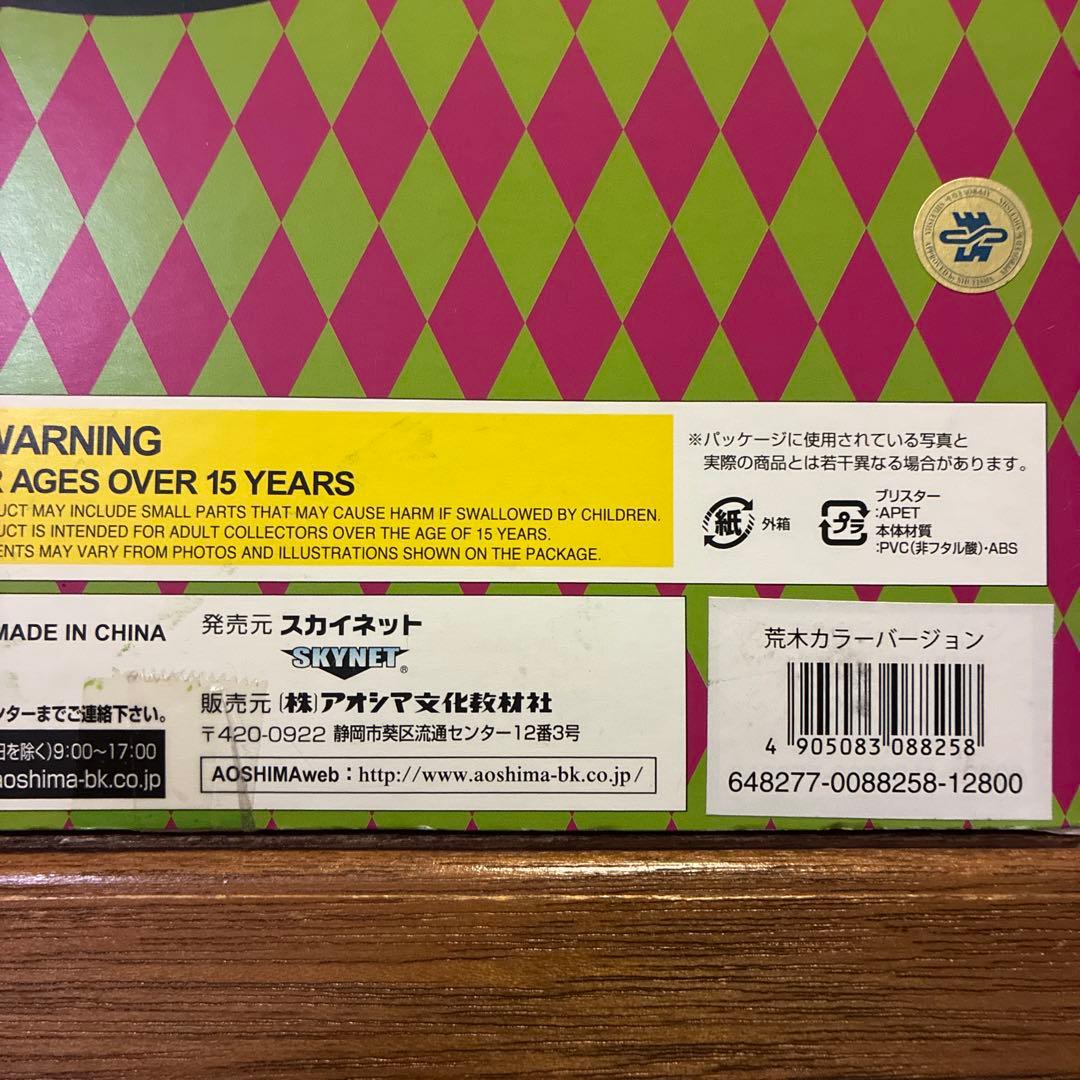 WARNING
AGES OVER 15 YEARS
MAY INCLUDE SMALL PARTS THAT MAY CAUSE HARM IF SWALLOWED BY CHILDREN.
IS INTENDED FOR ADULT COLLECTORS OVER THE AGE OF 15 YEARS.
MAY VARY FROM PHOTOS AND ILLUSTRATIONS SHOWN ON THE PACKAGE.
※パッケージに使用されている写真と
実際の商品とは若干異なる場合があります。
紙 外箱
プラ
ブリスター
:APET
本体材質
:PVC(非フタル酸)・ABS
MADE IN CHINA
ンターまでご連絡下さい。
日を除く)9:00〜17:00
aoshima-bk.co.jp
発売元 スカイネット
SKYNET®
販売元 (株)アオシマ文化教材社
〒420-0922 静岡市葵区流通センター12番3号
AOSHIMAweb：http://www.aoshima-bk.co.jp/
荒木カラーバージョン
4 905083 088258
648277-0088258-12800